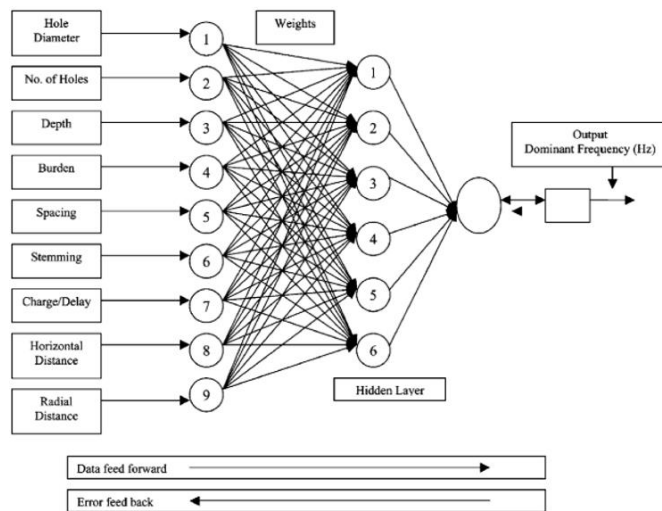 Hole
Diameter
No. of Holes
Depth
Burden
Spacing
Stemming
Charge/Delay
Horizontal
Distance
Radial
Distance
1
2
3
4
5
6
7
8
9
Weights
1
2
3
4
5
6
Hidden Layer
Output
Dominant Frequency (Hz)
Data feed forward
Error feed back